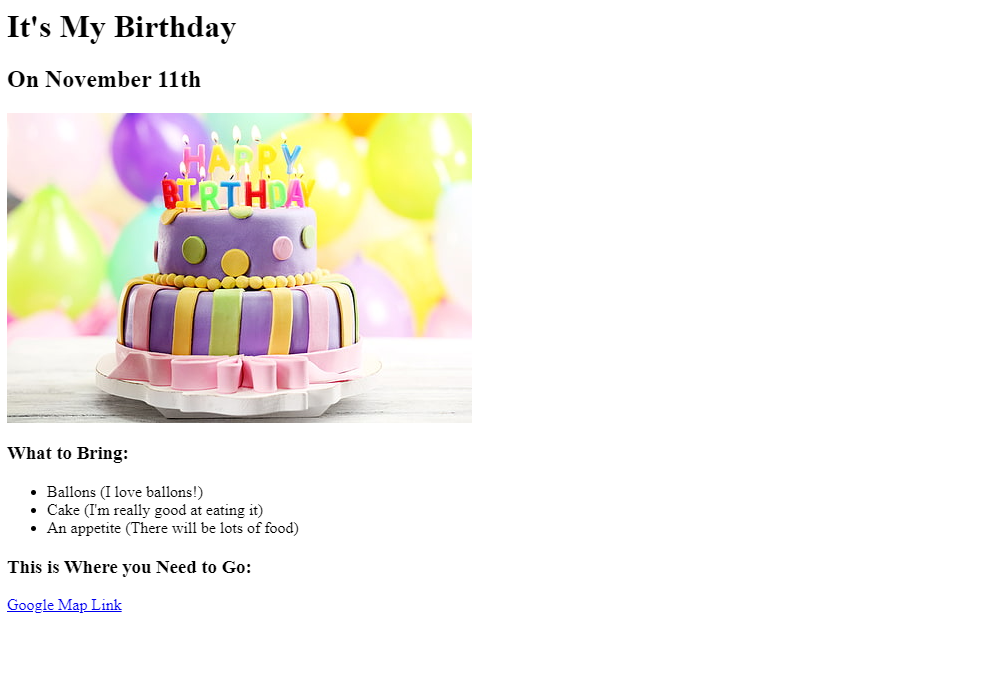 It's My Birthday
On November 11th
HAPPY
BIRTHDAY
What to Bring:
Ballons (I love ballons!)
Cake (I'm really good at eating it)
An appetite (There will be lots of food)
This is Where you Need to Go:
Google Map Link